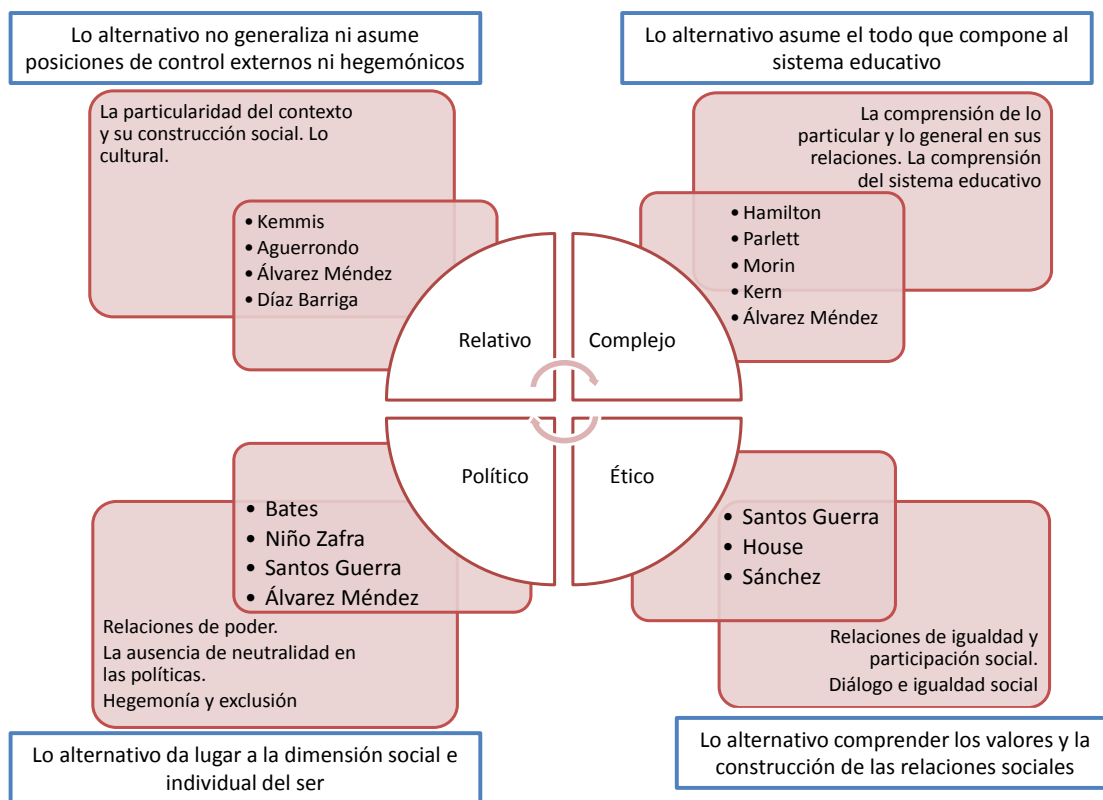 Lo alternativo no generaliza ni asume
posiciones de control externos ni hegemónicos
Lo alternativo asume el todo que compone al
sistema educativo
La particularidad del contexto
y su construcción social. Lo
cultural.
• Kemmis
• Aguerrondo
• Álvarez Méndez
• Díaz Barriga
La comprensión de lo
particular y lo general en sus
relaciones. La comprensión
del sistema educativo
• Hamilton
• Parlett
• Morin
• Kern
• Álvarez Méndez
Relativo
Complejo
Político
Ético
• Bates
• Niño Zafra
• Santos Guerra
• Álvarez Méndez
Relaciones de poder.
La ausencia de neutralidad en
las políticas.
Hegemonía y exclusión
• Santos Guerra
• House
• Sánchez
Relaciones de igualdad y
participación social.
Diálogo e igualdad social
Lo alternativo da lugar a la dimensión social e
individual del ser
Lo alternativo comprender los valores y la
construcción de las relaciones sociales